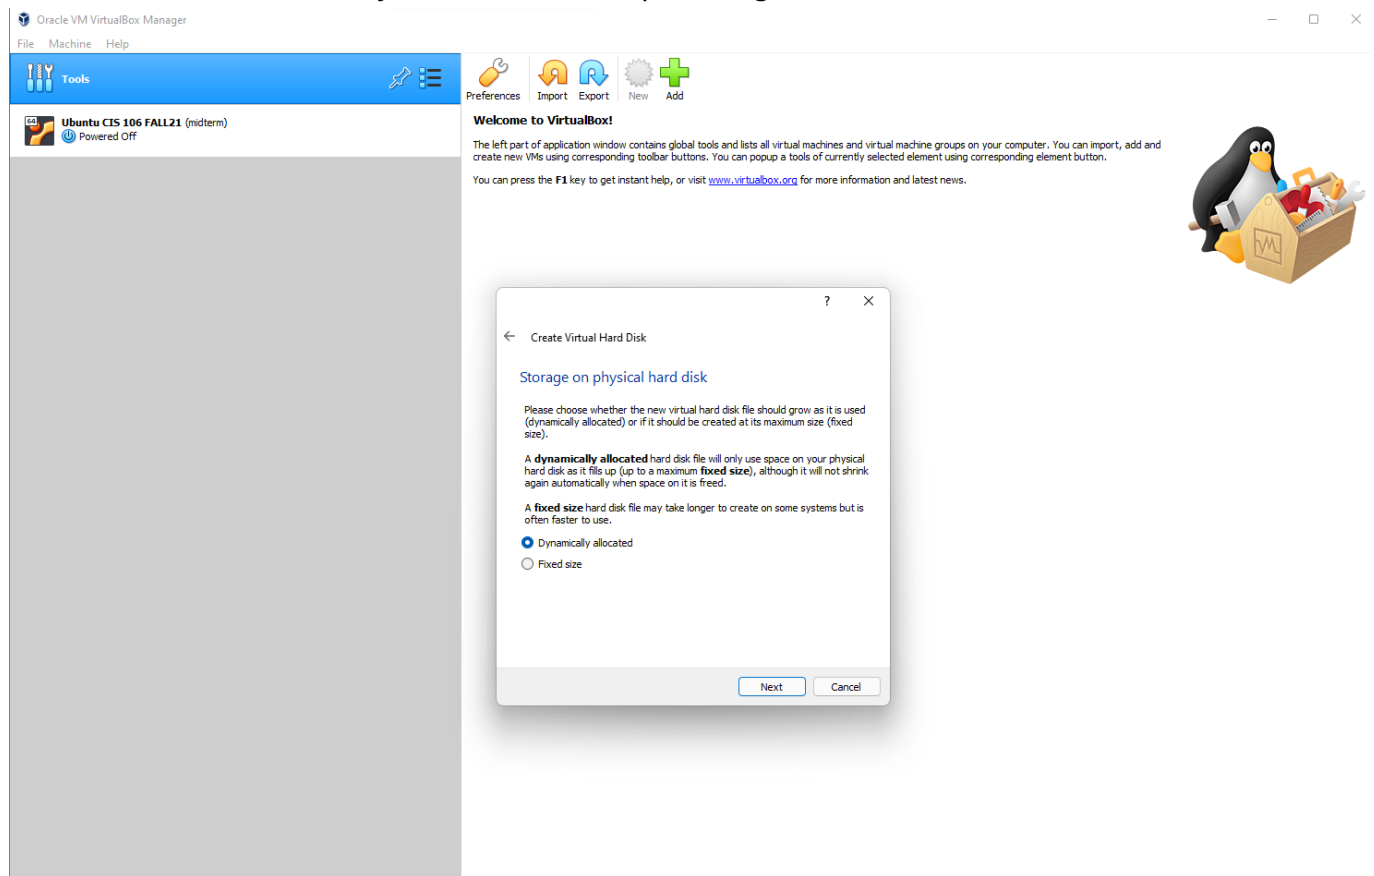 Oracle VM VirtualBox Manager
File Machine Help
Tools
Preferences Import Export New Add
64
Ubuntu CIS 106 FALL21 (midterm)
Powered Off
Welcome to VirtualBox!
The left part of application window contains global tools and lists all virtual machines and virtual machine groups on your computer. You can import, add and
create new VMs using corresponding toolbar buttons. You can popup a tools of currently selected element using corresponding element button.
You can press the F1 key to get instant help, or visit www.virtualbox.org for more information and latest news.
VM
?
Create Virtual Hard Disk
Storage on physical hard disk
Please choose whether the new virtual hard disk file should grow as it is used
(dynamically allocated) or if it should be created at its maximum size (fixed
size).
A dynamically allocated hard disk file will only use space on your physical
hard disk as it fills up (up to a maximum fixed size), although it will not shrink
again automatically when space on it is freed.
A fixed size hard disk file may take longer to create on some systems but is
often faster to use.
Dynamically allocated
Fixed size
Next Cancel